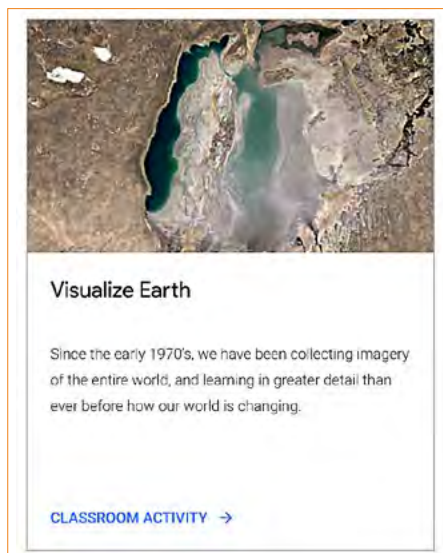 Visualize Earth
Since the early 1970's, we have been collecting imagery
of the entire world, and learning in greater detail than
ever before how our world is changing.
CLASSROOM ACTIVITY →